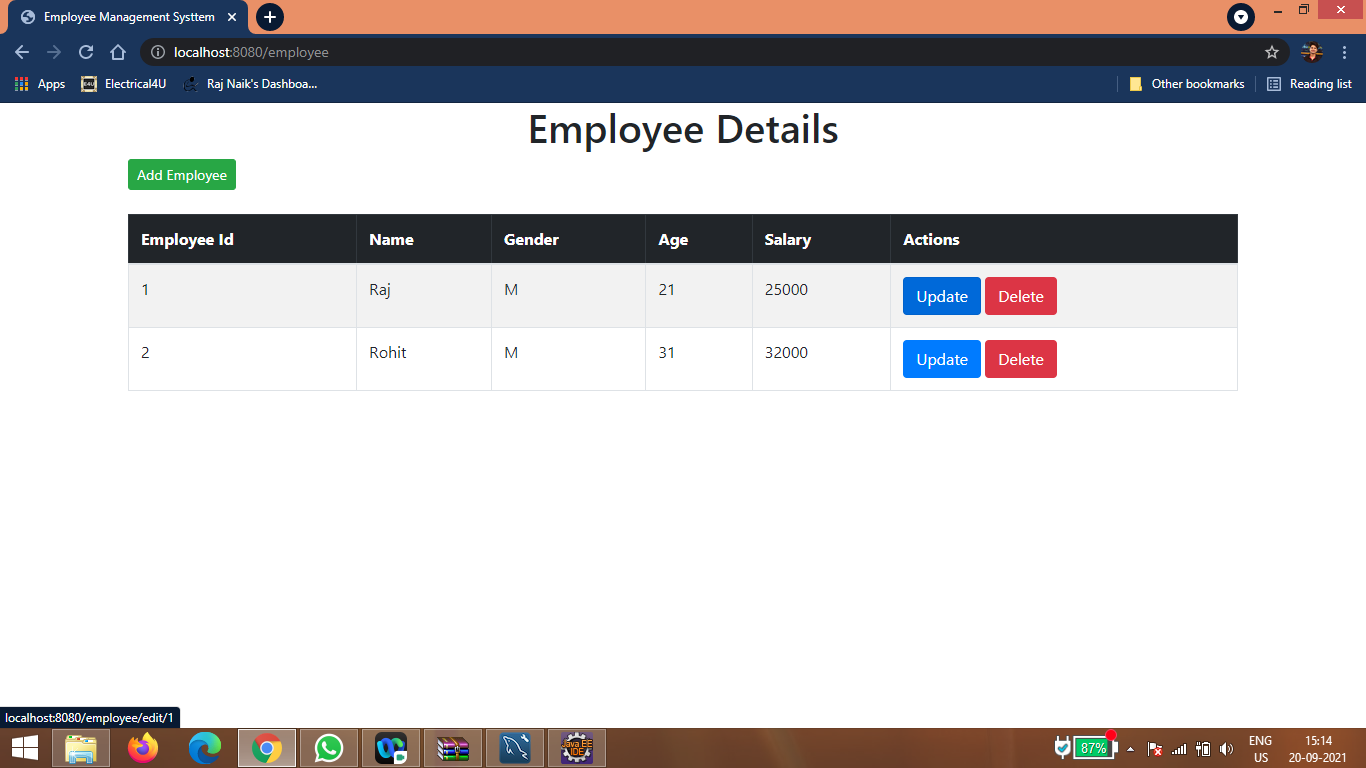 Employee Management Systtem
localhost:8080/employee
Apps Electrical4U Raj Naik's Dashboa... Other bookmarks Reading list
Employee Details
Add Employee
Employee Id Name Gender Age Salary Actions
1 Raj M 21 25000 Update Delete
2 Rohit M 31 32000 Update Delete
localhost:8080/employee/edit/1
Java EE
IDE
87%
ENG
US
15:14
20-09-2021